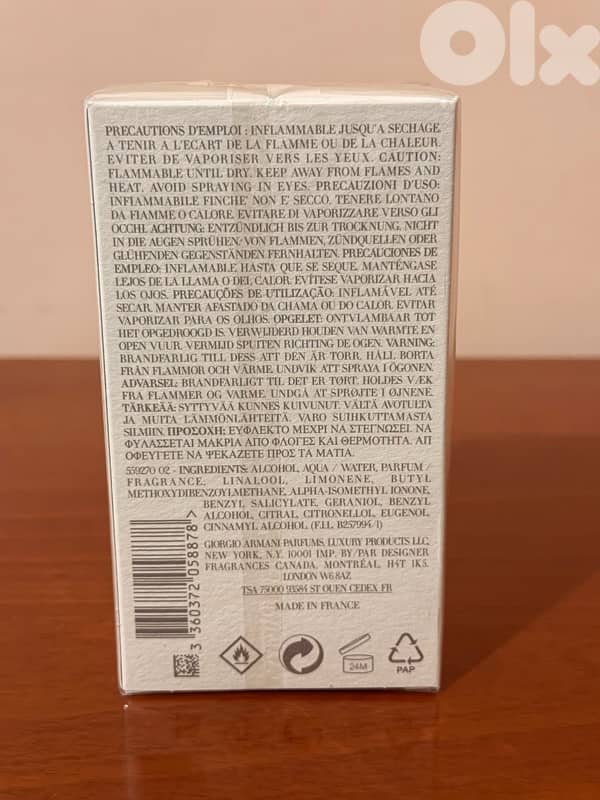 Olx
PRECAUTIONS D'EMPLOI : INFLAMMABLE JUSQU'A SECHAGE.
A TENIR A L'ECART DE LA FLAMME OU DE LA CHALEUR.
EVITER DE VAPORISER VERS LES YEUX. CAUTION:
FLAMMABLE UNTIL DRY. KEEP AWAY FROM FLAMES AND
HEAT. AVOID SPRAYING IN EYES. PRECAUZIONI D'USO:
INFIAMMABILE FINCHE' NON E' SECCO. TENERE LONTANO
DA FIAMME O CALORE. EVITARE DI VAPORIZZARE VERSO GLI
OCCHI. ACHTUNG: ENTZÜNDLICH BIS ZUR TROCKNUNG. NICHT
IN DIE AUGEN SPRÜHEN. VON FLAMMEN, ZÜNDQUELLEN ODER
GLÜHENDEN GEGENSTÄNDEN FERNHALTEN. PRECAUCIONES DE
EMPLEO: INFLAMABLE HASTA QUE SE SEQUE. MANTÉNGASE
LEJOS DE LA LLAMA O DEL CALOR. EVÍTESE VAPORIZAR HACIA
LOS OJOS. PRECAUÇÕES DE UTILIZAÇÃO: INFLAMÁVEL ATÉ
SECAR. MANTER AFASTADO DA CHAMA OU DO CALOR. EVITAR
VAPORIZAR PARA OS OLHOS. OPGELET: ONTVLAMBAAR TOT
HET OPGEDROOGD IS. VERWIJDERD HOUDEN VAN WARMTE EN
OPEN VUUR. VERMIJD SPUITEN RICHTING DE OGEN. VARNING:
BRANDFARLIG TILL DESS ATT DEN ÄR TORR. HÅLL BORTA
FRÅN FLAMMOR OCH VÄRME. UNDVIK ATT SPRAYA I ÖGONEN.
ADVARSEL: BRANDFARLIGT TIL DET ER TØRT. HOLDES VÆK
FRA FLAMMER OG VARME. UNDGÅ AT SPRØJTE I ØJNENE.
TÄRKEÄÄ: SYTTYVÄÄ KUNNES KUIVUNUT. VÄLTÄ AVOTULTA
JA MUITA LÄMMÖNLÄHTEITÄ. VARO SUIHKUTTAMASTA
SILMIIN. ΠΡΟΣΟΧΗ: ΕΥΦΛΕΚΤΟ ΜΕΧΡΙ ΝΑ ΣΤΕΓΝΩΣΕΙ ΝΑ
ΦΥΛΑΣΣΕΤΑΙ ΜΑΚΡΙΑ ΑΠΟ ΦΛΟΓΕΣ ΚΑΙ ΘΕΡΜΟΤΗΤΑ. ΑΠ
ΟΦΕΥΓΕΤΕ ΝΑ ΨΕΚΑΖΕΤΕ ΠΡΟΣ ΤΑ ΜΑΤΙΑ.
559270 02 - INGREDIENTS: ALCOHOL, AQUA / WATER, PARFUM /
FRAGRANCE, LINALOOL, LIMONENE, BUTYL
METHOXYDIBENZOYLMETHANE, ALPHA-ISOMETHYL IONONE,
BENZYL SALICYLATE, GERANIOL, BENZYL
ALCOHOL, CITRAL, CITRONELLOL, EUGENOL,
CINNAMYL ALCOHOL (F.I.L. B257994/1)
GIORGIO ARMANI PARFUMS, LUXURY PRODUCTS LLC,
NEW YORK, N.Y. 10001 IMP. BY/PAR DESIGNER
FRAGRANCES CANADA, MONTRÉAL, H4T 1K5.
LONDON W6 8AZ
TSA 75000 93584 ST OUEN CEDEX FR
MADE IN FRANCE
3 360372 058878 >
24M
PAP